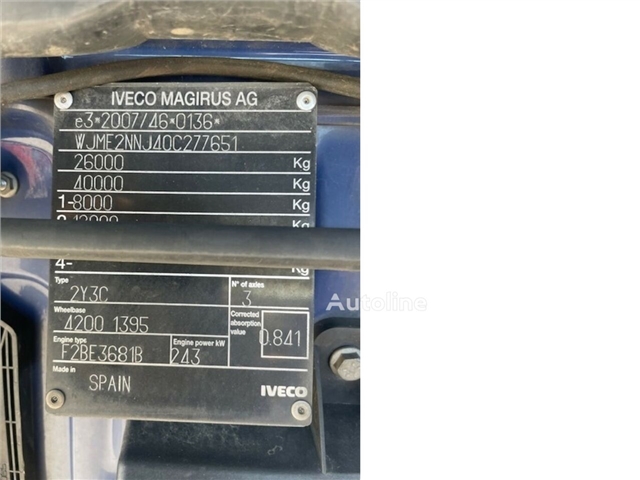 IVECO MAGIRUS AG
e3*2007/46*0136*
WJME2NNJ40C277651
26000 Kg
40000 Kg
1-8000 Kg
4- Kg
Type N° of axles
2Y3C 3
Wheelbase Corrected absorption value
4200 1395 0.841
Engine type Engine power kW
F2BE3681B 243
Made in
SPAIN IVECO
Autoline